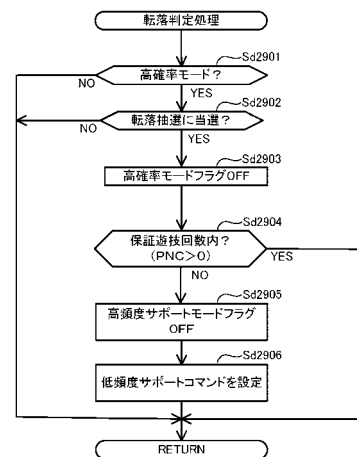 転落判定処理
Sd2901
高確率モード？
NO
YES
Sd2902
転落抽選に当選？
NO
YES
Sd2903
高確率モードフラグOFF
Sd2904
保証遊技回数内？
(PNC＞0)
YES
NO
Sd2905
高頻度サポートモードフラグ
OFF
Sd2906
低頻度サポートコマンドを設定
RETURN